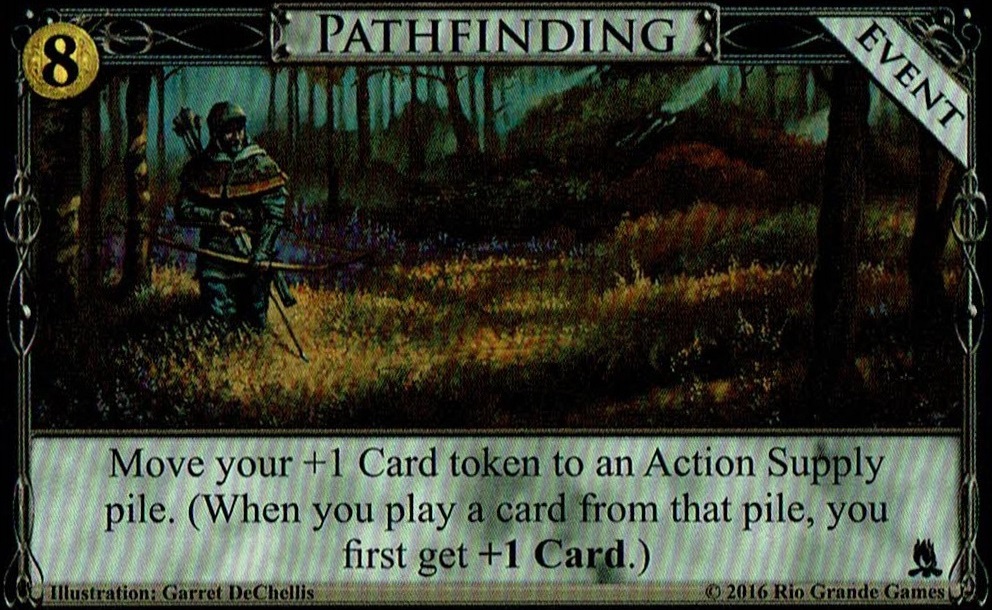 8
PATHFINDING
EVENT
Move your +1 Card token to an Action Supply
pile. (When you play a card from that pile, you
first get +1 Card.)
Illustration: Garret DeChellis
© 2016 Rio Grande Games